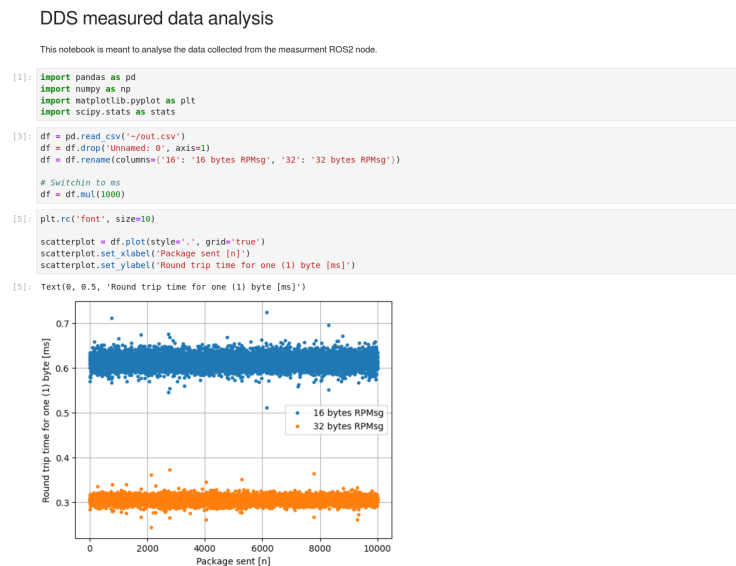 DDS measured data analysis
This notebook is meant to analyse the data collected from the measurment ROS2 node.
[1]: import pandas as pd
import numpy as np
import matplotlib.pyplot as plt
import scipy.stats as stats
[3]: df = pd.read_csv('~/out.csv')
df = df.drop('Unnamed: 0', axis=1)
df = df.rename(columns={'16': '16 bytes RPMsg', '32': '32 bytes RPMsg'})
# Switchin to ms
df = df.mul(1000)
[5]: plt.rc('font', size=10)
scatterplot = df.plot(style='.', grid='true')
scatterplot.set_xlabel('Package sent [n]')
scatterplot.set_ylabel('Round trip time for one (1) byte [ms]')
[5]: Text(0, 0.5, 'Round trip time for one (1) byte [ms]')
Round trip time for one (1) byte [ms]
0.7
0.6
0.5
0.4
0.3
16 bytes RPMsg
32 bytes RPMsg
0 2000 4000 6000 8000 10000
Package sent [n]